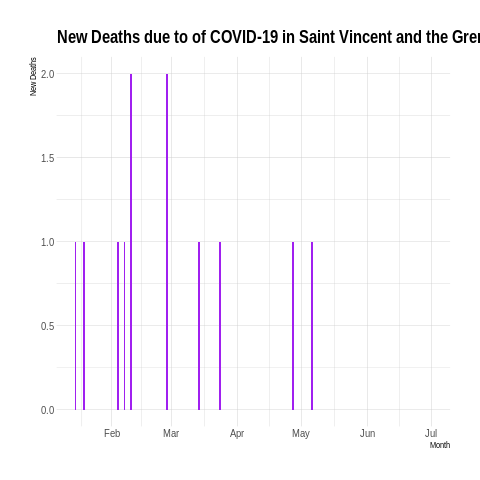 New Deaths due to of COVID-19 in Saint Vincent and the Gren
New Deaths
2.0
1.5
1.0
0.5
0.0
Feb Mar Apr May Jun Jul
Month